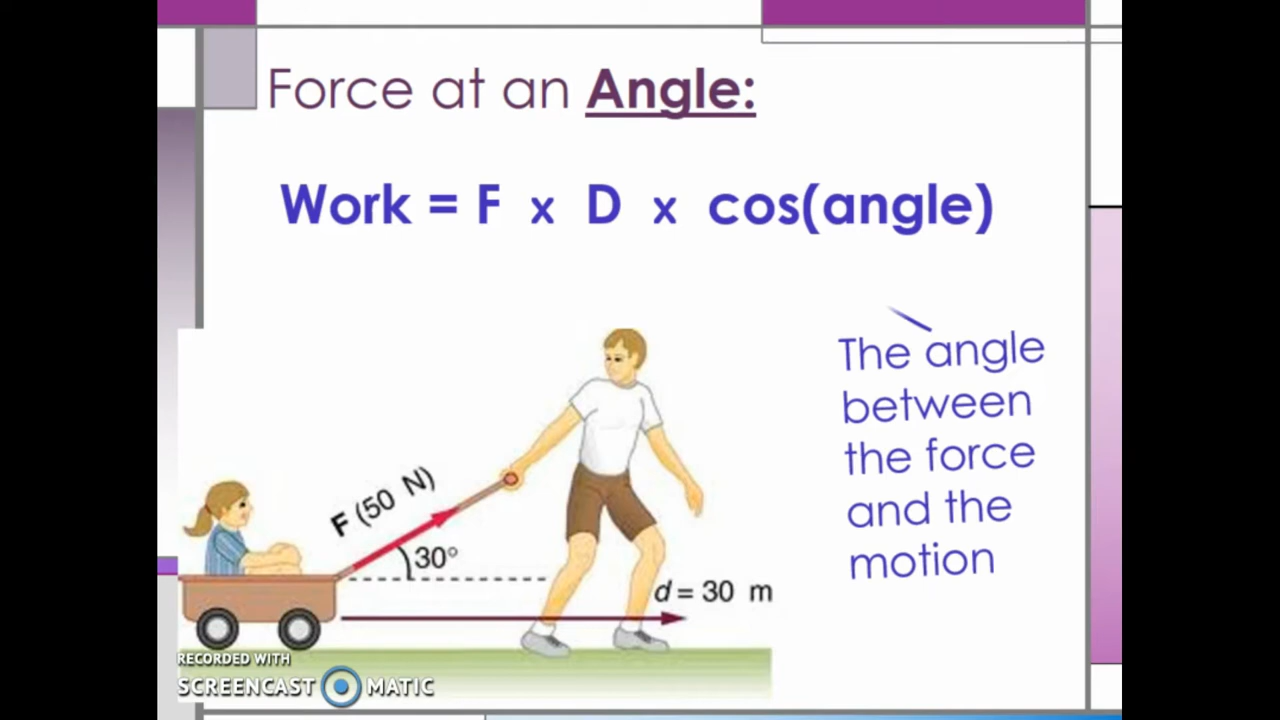 Force at an Angle:
Work = F x D x cos(angle)
The angle
between
the force
and the
motion
F (50 N)
30°
d = 30 m
RECORDED WITH
SCREENCAST MATIC